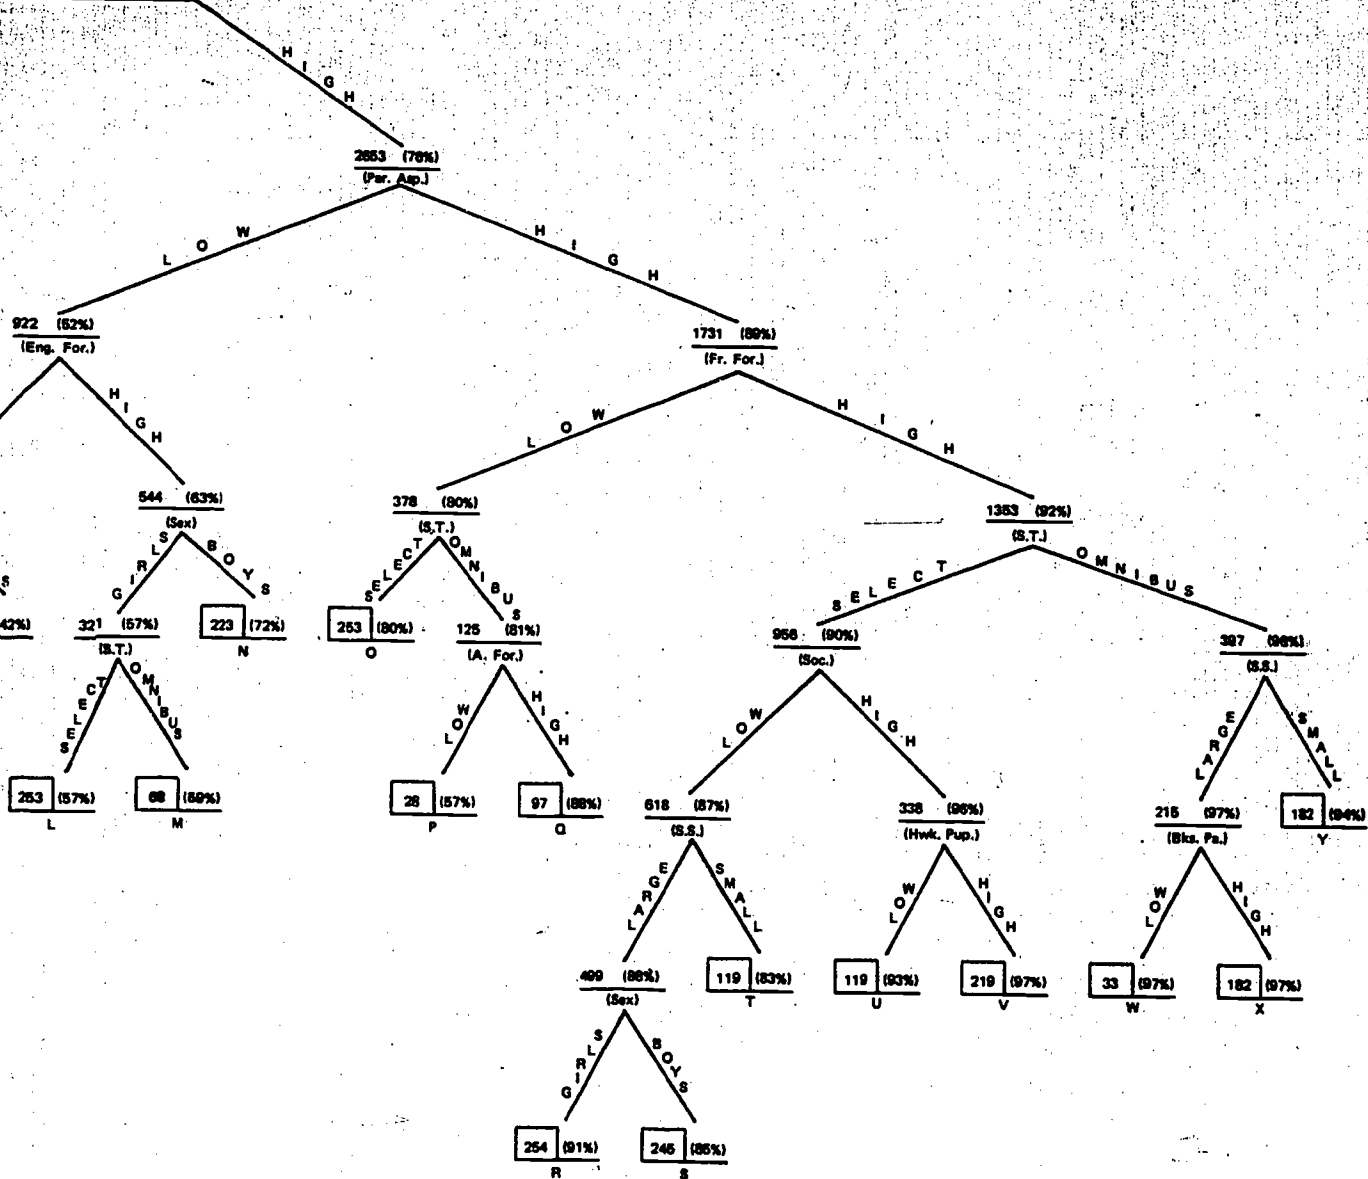 HIGH
2653 (76%)
(Par. Asp.)
LOW
HIGH
922 (52%)
(Eng. For.)
1731 (89%)
(Fr. For.)
HIGH
LOW
HIGH
544 (63%)
(Sex)
378 (80%)
(S.T.)
1353 (92%)
(S.T.)
GIRLS
BOYS
SELECT
OMNIBUS
SELECT
OMNIBUS
S
42%)
321 (57%)
(S.T.)
223 (72%)
N
253 (80%)
O
125 (81%)
(A. For.)
956 (90%)
(Soc.)
397 (96%)
(S.S.)
SELECT
OMNIBUS
LOW
HIGH
LOW
HIGH
LARGE
SMALL
253 (57%)
L
68 (59%)
M
28 (57%)
P
97 (88%)
Q
618 (87%)
(S.S.)
338 (96%)
(Hwk. Pup.)
215 (97%)
(Bks. Pa.)
182 (94%)
Y
LARGE
SMALL
LOW
HIGH
LOW
HIGH
499 (88%)
(Sex)
119 (83%)
T
119 (93%)
U
219 (97%)
V
33 (97%)
W
182 (97%)
X
GIRLS
BOYS
254 (91%)
R
245 (85%)
S